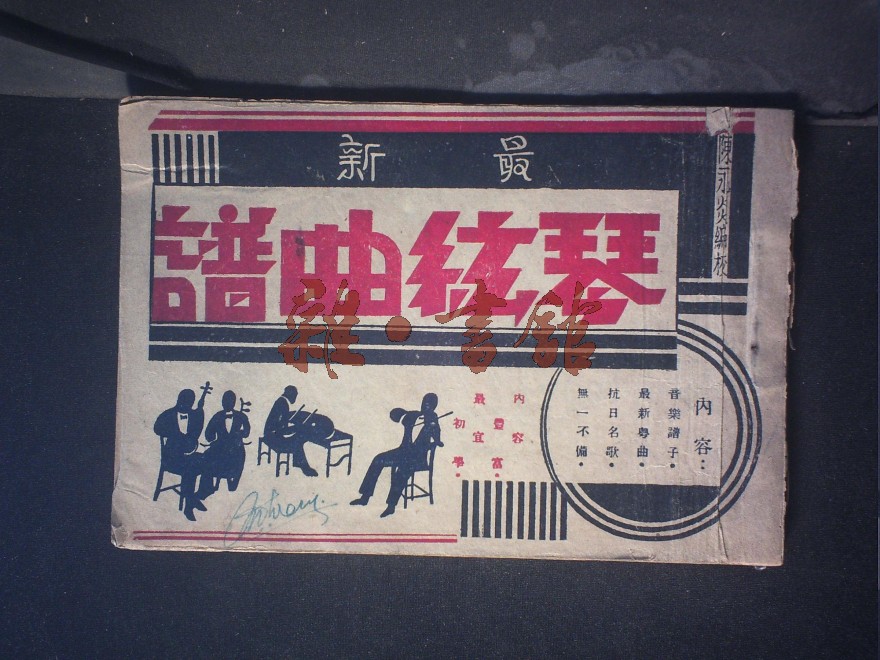 最新
琴絃曲譜
陳永炎編校
內容：
音樂譜子．
最新粵曲．
抗日名歌．
無一不備．
內容豐富
最宜初學．
雜·書館